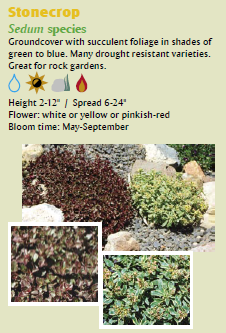 Stonecrop
Sedum species
Groundcover with succulent foliage in shades of
green to blue. Many drought resistant varieties.
Great for rock gardens.
Height 2-12" / Spread 6-24"
Flower: white or yellow or pinkish-red
Bloom time: May-September